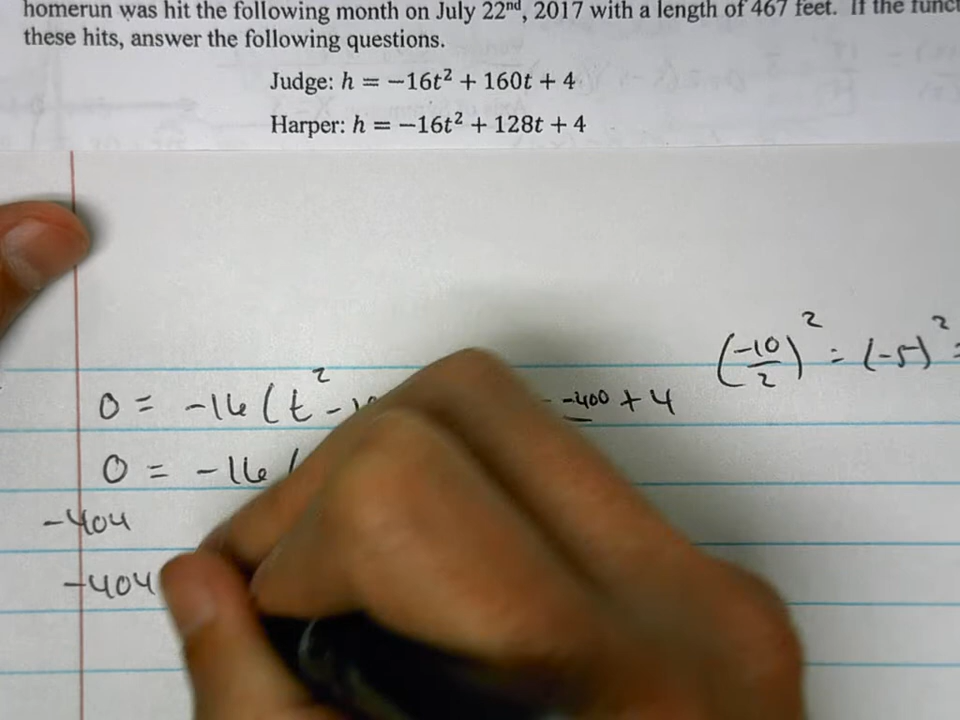 homerun was hit the following month on July 22nd, 2017 with a length of 467 feet. If the
these hits, answer the following questions.
Judge: h = −16t² + 160t + 4
Harper: h = −16t² + 128t + 4
(-10/2)² = (-5)² =
0 = -16(t² - -400 + 4
0 = -16(
-404
-404